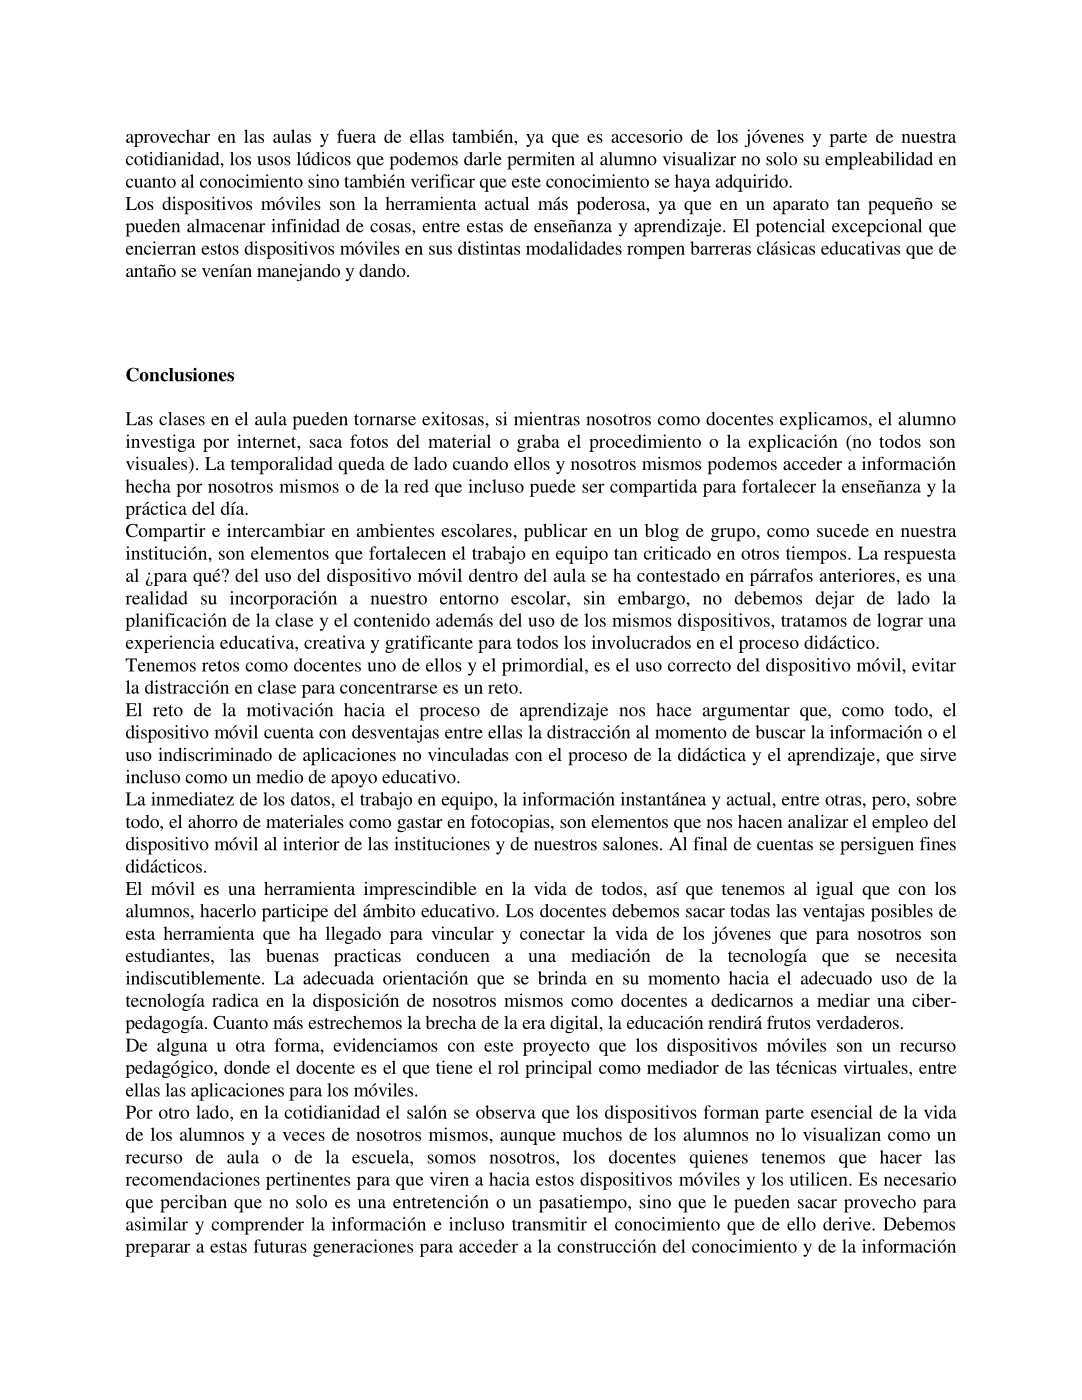 aprovechar en las aulas y fuera de ellas también, ya que es accesorio de los jóvenes y parte de nuestra
cotidianidad, los usos lúdicos que podemos darle permiten al alumno visualizar no solo su empleabilidad en
cuanto al conocimiento sino también verificar que este conocimiento se haya adquirido.
Los dispositivos móviles son la herramienta actual más poderosa, ya que en un aparato tan pequeño se
pueden almacenar infinidad de cosas, entre estas de enseñanza y aprendizaje. El potencial excepcional que
encierran estos dispositivos móviles en sus distintas modalidades rompen barreras clásicas educativas que de
antaño se venían manejando y dando.
Conclusiones
Las clases en el aula pueden tornarse exitosas, si mientras nosotros como docentes explicamos, el alumno
investiga por internet, saca fotos del material o graba el procedimiento o la explicación (no todos son
visuales). La temporalidad queda de lado cuando ellos y nosotros mismos podemos acceder a información
hecha por nosotros mismos o de la red que incluso puede ser compartida para fortalecer la enseñanza y la
práctica del día.
Compartir e intercambiar en ambientes escolares, publicar en un blog de grupo, como sucede en nuestra
institución, son elementos que fortalecen el trabajo en equipo tan criticado en otros tiempos. La respuesta
al ¿para qué? del uso del dispositivo móvil dentro del aula se ha contestado en párrafos anteriores, es una
realidad su incorporación a nuestro entorno escolar, sin embargo, no debemos dejar de lado la
planificación de la clase y el contenido además del uso de los mismos dispositivos, tratamos de lograr una
experiencia educativa, creativa y gratificante para todos los involucrados en el proceso didáctico.
Tenemos retos como docentes uno de ellos y el primordial, es el uso correcto del dispositivo móvil, evitar
la distracción en clase para concentrarse es un reto.
El reto de la motivación hacia el proceso de aprendizaje nos hace argumentar que, como todo, el
dispositivo móvil cuenta con desventajas entre ellas la distracción al momento de buscar la información o el
uso indiscriminado de aplicaciones no vinculadas con el proceso de la didáctica y el aprendizaje, que sirve
incluso como un medio de apoyo educativo.
La inmediatez de los datos, el trabajo en equipo, la información instantánea y actual, entre otras, pero, sobre
todo, el ahorro de materiales como gastar en fotocopias, son elementos que nos hacen analizar el empleo del
dispositivo móvil al interior de las instituciones y de nuestros salones. Al final de cuentas se persiguen fines
didácticos.
El móvil es una herramienta imprescindible en la vida de todos, así que tenemos al igual que con los
alumnos, hacerlo participe del ámbito educativo. Los docentes debemos sacar todas las ventajas posibles de
esta herramienta que ha llegado para vincular y conectar la vida de los jóvenes que para nosotros son
estudiantes, las buenas practicas conducen a una mediación de la tecnología que se necesita
indiscutiblemente. La adecuada orientación que se brinda en su momento hacia el adecuado uso de la
tecnología radica en la disposición de nosotros mismos como docentes a dedicarnos a mediar una ciber-
pedagogía. Cuanto más estrechemos la brecha de la era digital, la educación rendirá frutos verdaderos.
De alguna u otra forma, evidenciamos con este proyecto que los dispositivos móviles son un recurso
pedagógico, donde el docente es el que tiene el rol principal como mediador de las técnicas virtuales, entre
ellas las aplicaciones para los móviles.
Por otro lado, en la cotidianidad el salón se observa que los dispositivos forman parte esencial de la vida
de los alumnos y a veces de nosotros mismos, aunque muchos de los alumnos no lo visualizan como un
recurso de aula o de la escuela, somos nosotros, los docentes quienes tenemos que hacer las
recomendaciones pertinentes para que viren a hacia estos dispositivos móviles y los utilicen. Es necesario
que perciban que no solo es una entretención o un pasatiempo, sino que le pueden sacar provecho para
asimilar y comprender la información e incluso transmitir el conocimiento que de ello derive. Debemos
preparar a estas futuras generaciones para acceder a la construcción del conocimiento y de la información